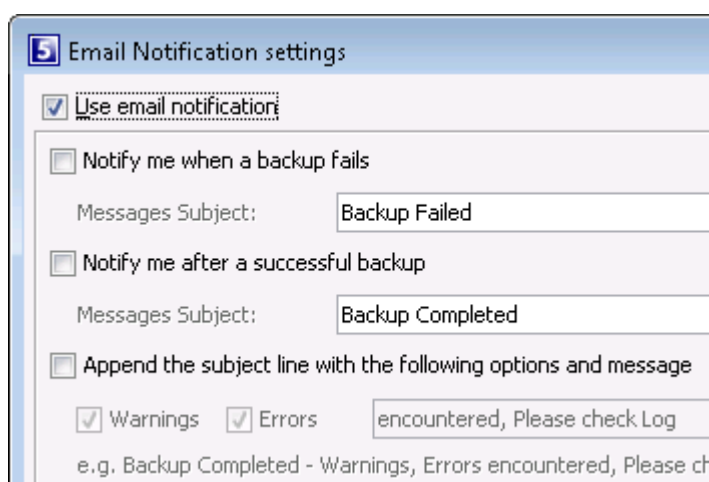 5 Email Notification settings
Use email notification
Notify me when a backup fails
Messages Subject: Backup Failed
Notify me after a successful backup
Messages Subject: Backup Completed
Append the subject line with the following options and message
Warnings Errors encountered, Please check Log
e.g. Backup Completed - Warnings, Errors encountered, Please